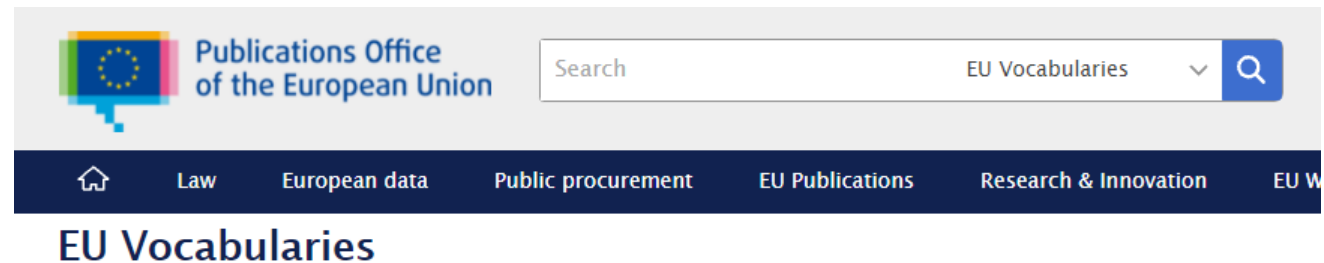 Publications Office
of the European Union
Search
EU Vocabularies
Law European data Public procurement EU Publications Research & Innovation EU W
EU Vocabularies